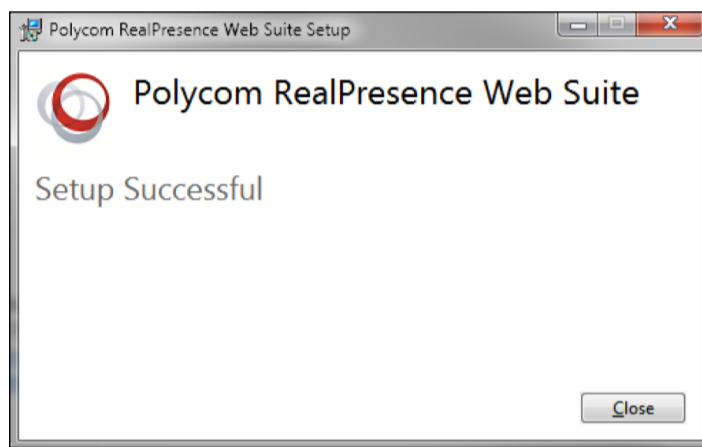 Polycom RealPresence Web Suite Setup
Polycom RealPresence Web Suite
Setup Successful
Close